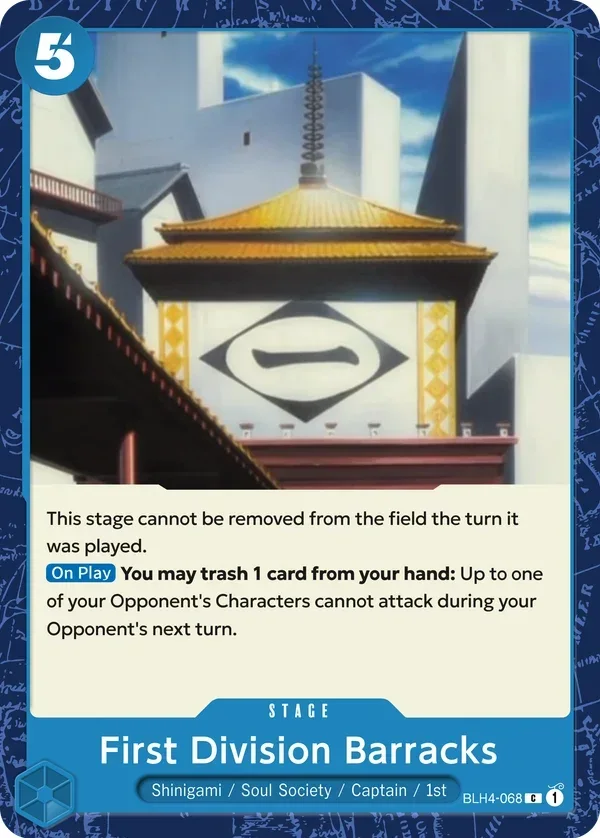 5
一
This stage cannot be removed from the field the turn it
was played.
On Play You may trash 1 card from your hand: Up to one
of your Opponent's Characters cannot attack during your
Opponent's next turn.
STAGE
First Division Barracks
Shinigami / Soul Society / Captain / 1st
BLH4-068 C 1